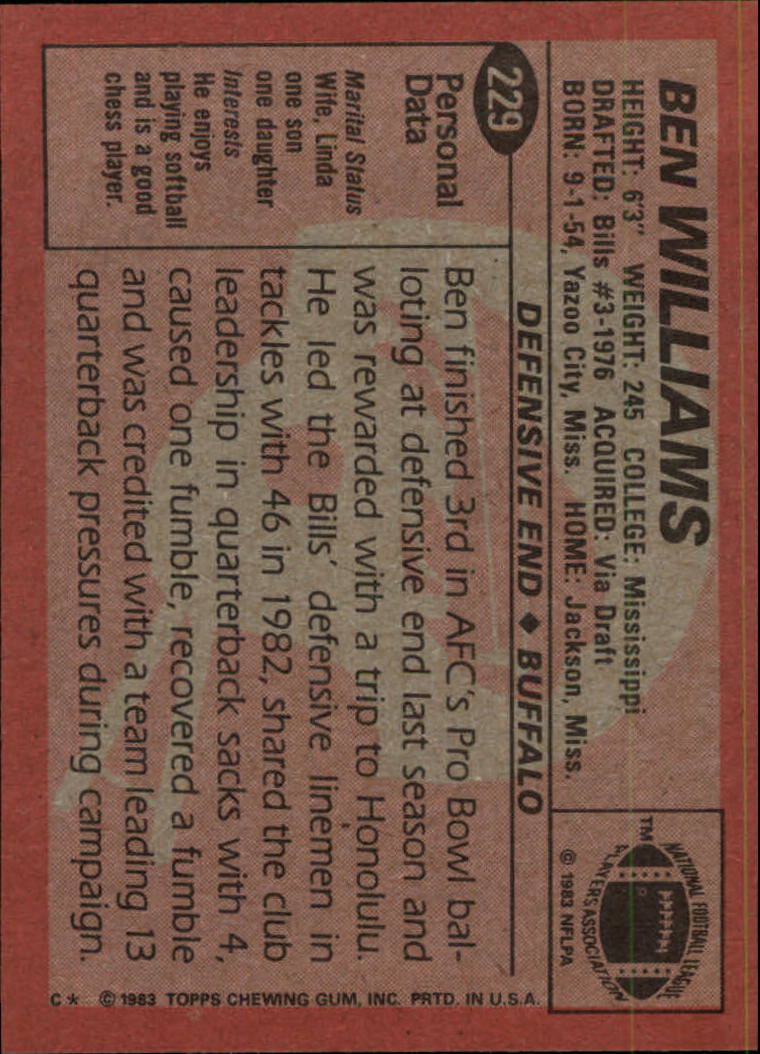 BEN WILLIAMS
HEIGHT: 6'3" WEIGHT: 245 COLLEGE: Mississippi
DRAFTED: Bills #3-1976 ACQUIRED: Via Draft
BORN: 9-1-54, Yazoo City, Miss. HOME: Jackson, Miss.
NATIONAL FOOTBALL LEAGUE
PLAYERS ASSOCIATION
TM
© 1983 NFLPA
229
DEFENSIVE END ♦ BUFFALO
Personal
Data
Marital Status
Wife, Linda
one son
one daughter
Interests
He enjoys
playing softball
and is a good
chess player.
Ben finished 3rd in AFC's Pro Bowl bal-
loting at defensive end last season and
was rewarded with a trip to Honolulu.
He led the Bills' defensive linemen in
tackles with 46 in 1982, shared the club
leadership in quarterback sacks with 4,
caused one fumble, recovered a fumble
and was credited with a team leading 13
quarterback pressures during campaign.
C* © 1983 TOPPS CHEWING GUM, INC. PRTD. IN U.S.A.